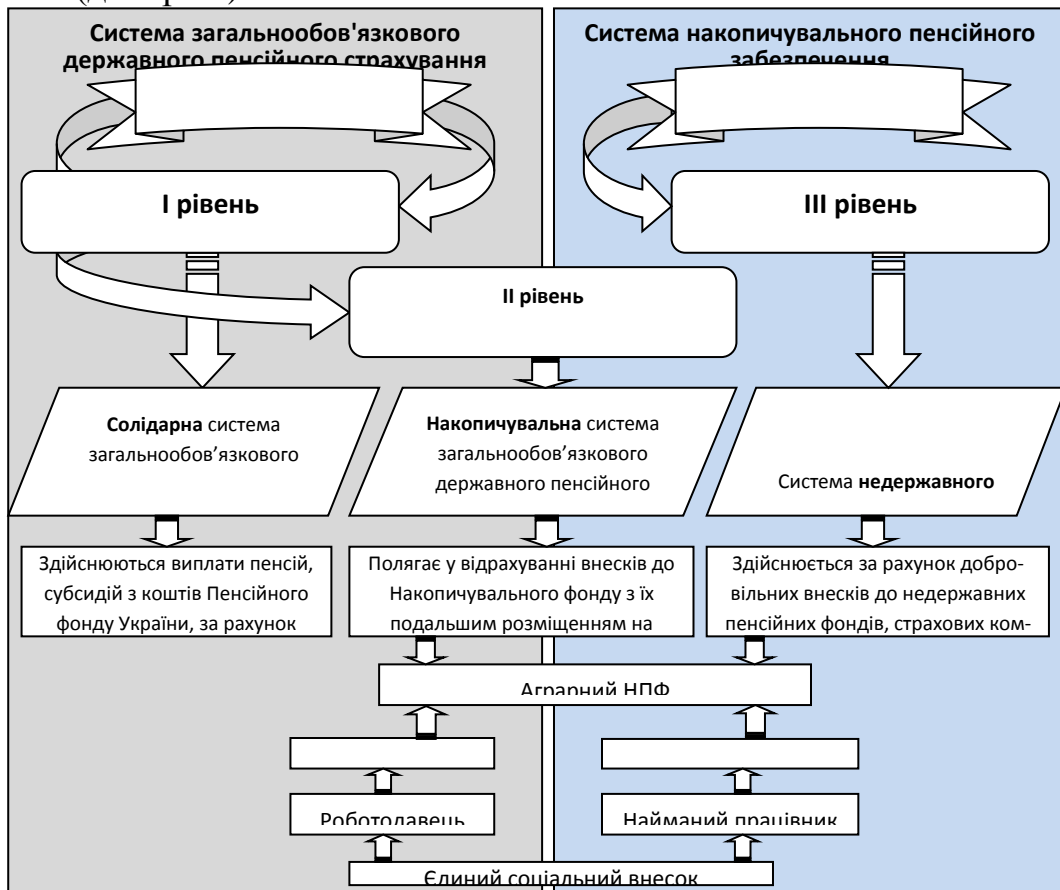 Система загальнообов'язкового
державного пенсійного страхування
Система накопичувального пенсійного
забезпечення
І рівень
ІІІ рівень
ІІ рівень
Солідарна система
загальнообов’язкового
Накопичувальна система
загальнообов’язкового
державного пенсійного
Система недержавного
Здійснюються виплати пенсій,
субсидій з коштів Пенсійного
фонду України, за рахунок
Полягає у відрахуванні внесків до
Накопичувального фонду з їх
подальшим розміщенням на
Здійснюється за рахунок добро-
вільних внесків до недержавних
пенсійних фондів, страхових ком-
Аграрний НПФ
Роботодавець
Найманий працівник
Єдиний соціальний внесок